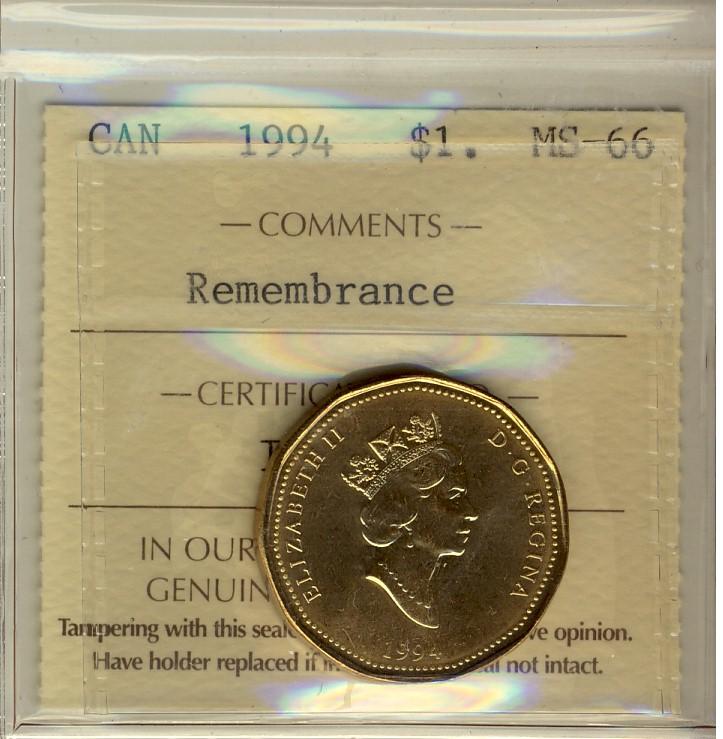 CAN 1994 $1. MS-66
— COMMENTS —
Remembrance
— CERTIFIC —
ELIZABETH II D·G·REGINA
1994
IN OUR
GENUIN
Tampering with this seal ve opinion.
Have holder replaced if al not intact.